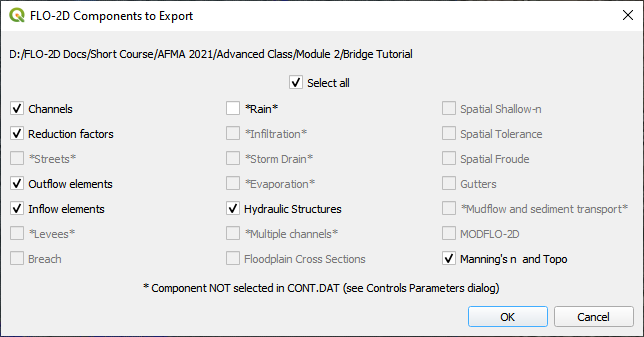 FLO-2D Components to Export
D:/FLO-2D Docs/Short Course/AFMA 2021/Advanced Class/Module 2/Bridge Tutorial
Select all
Channels *Rain* Spatial Shallow-n
Reduction factors *Infiltration* Spatial Tolerance
*Streets* *Storm Drain* Spatial Froude
Outflow elements *Evaporation* Gutters
Inflow elements Hydraulic Structures *Mudflow and sediment transport*
*Levees* *Multiple channels* MODFLO-2D
Breach Floodplain Cross Sections Manning's n and Topo
* Component NOT selected in CONT.DAT (see Controls Parameters dialog)
OK Cancel